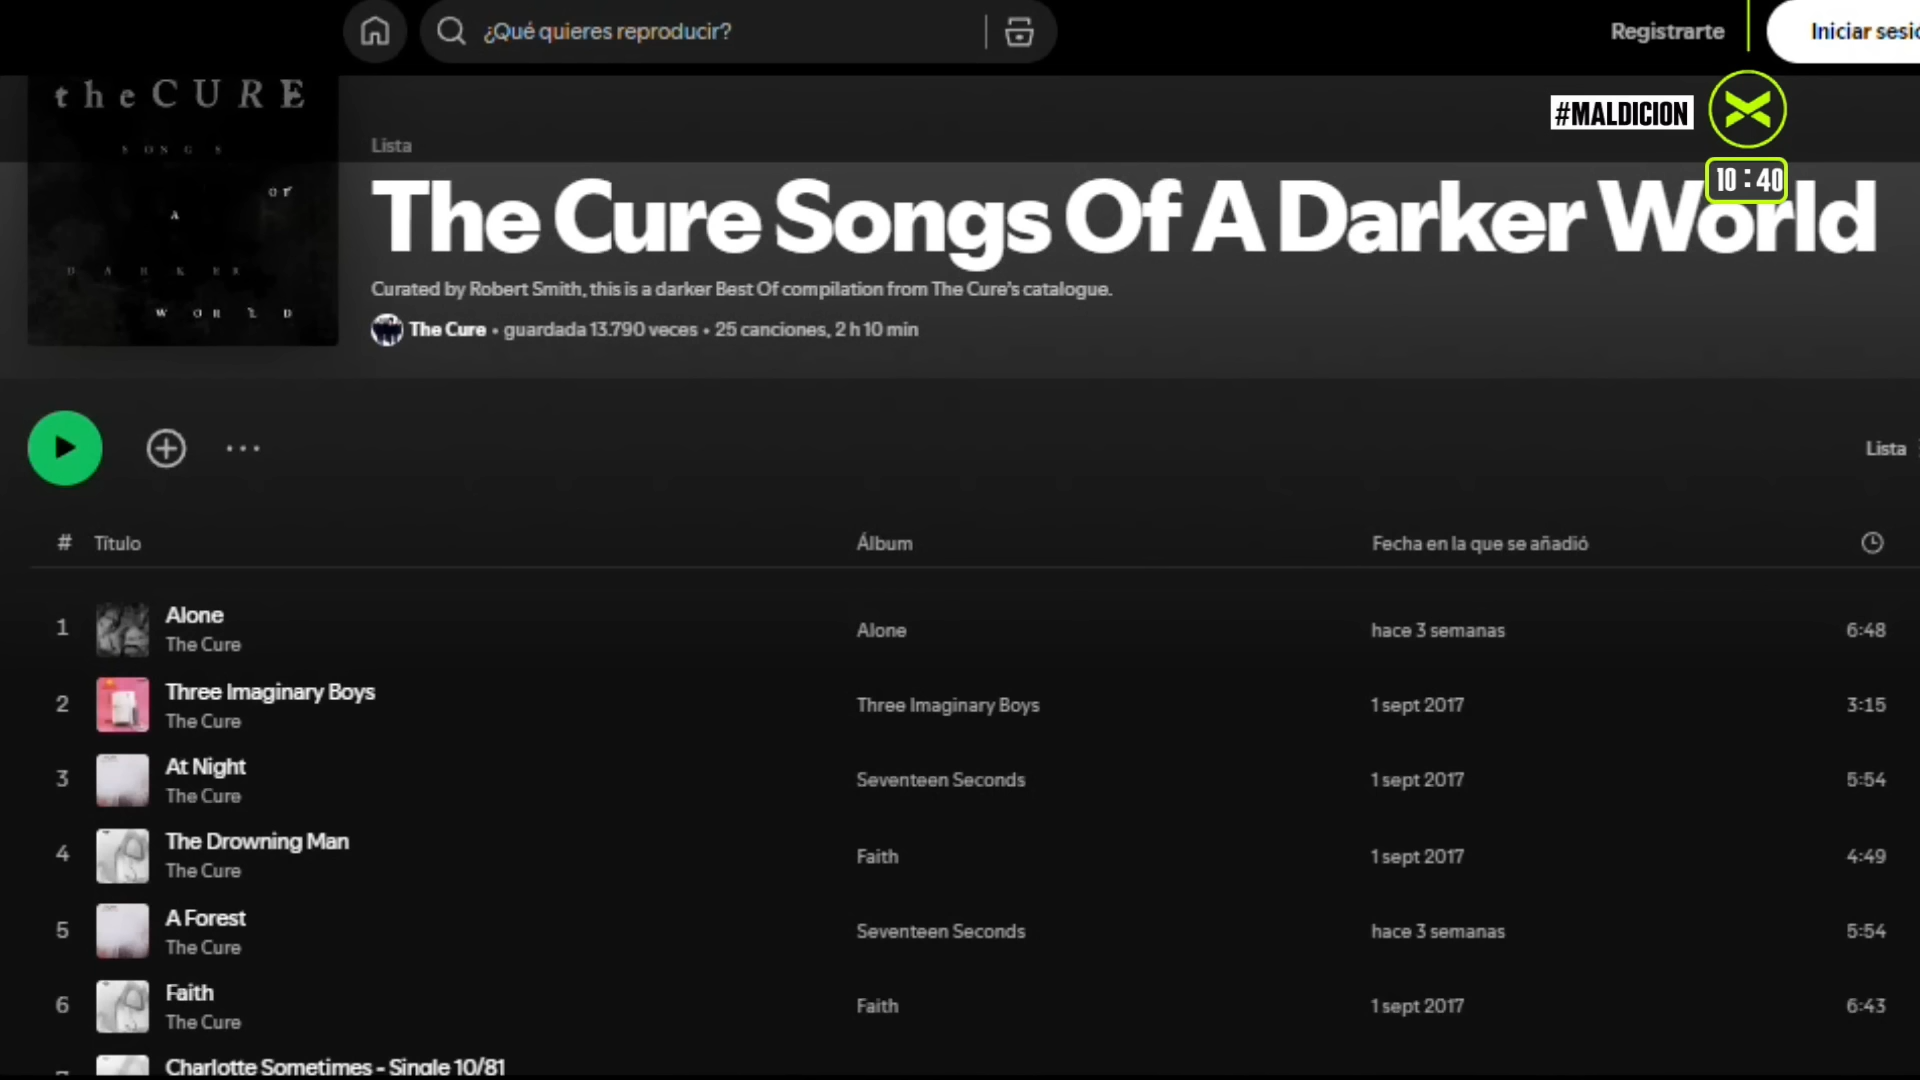 ¿Qué quieres reproducir?
Registrarte
Iniciar sesic
theCURE
SONGS
OF
A
DARKER
WORLD
#MALDICION
10:40
Lista
The Cure Songs Of A Darker World
Curated by Robert Smith, this is a darker Best Of compilation from The Cure's catalogue.
The Cure • guardada 13.790 veces • 25 canciones, 2 h 10 min
Lista
# Título Álbum Fecha en la que se añadió
1 Alone Alone hace 3 semanas 6:48
The Cure
2 Three Imaginary Boys Three Imaginary Boys 1 sept 2017 3:15
The Cure
3 At Night Seventeen Seconds 1 sept 2017 5:54
The Cure
4 The Drowning Man Faith 1 sept 2017 4:49
The Cure
5 A Forest Seventeen Seconds hace 3 semanas 5:54
The Cure
6 Faith Faith 1 sept 2017 6:43
The Cure
Charlotte Sometimes - Single 10/81